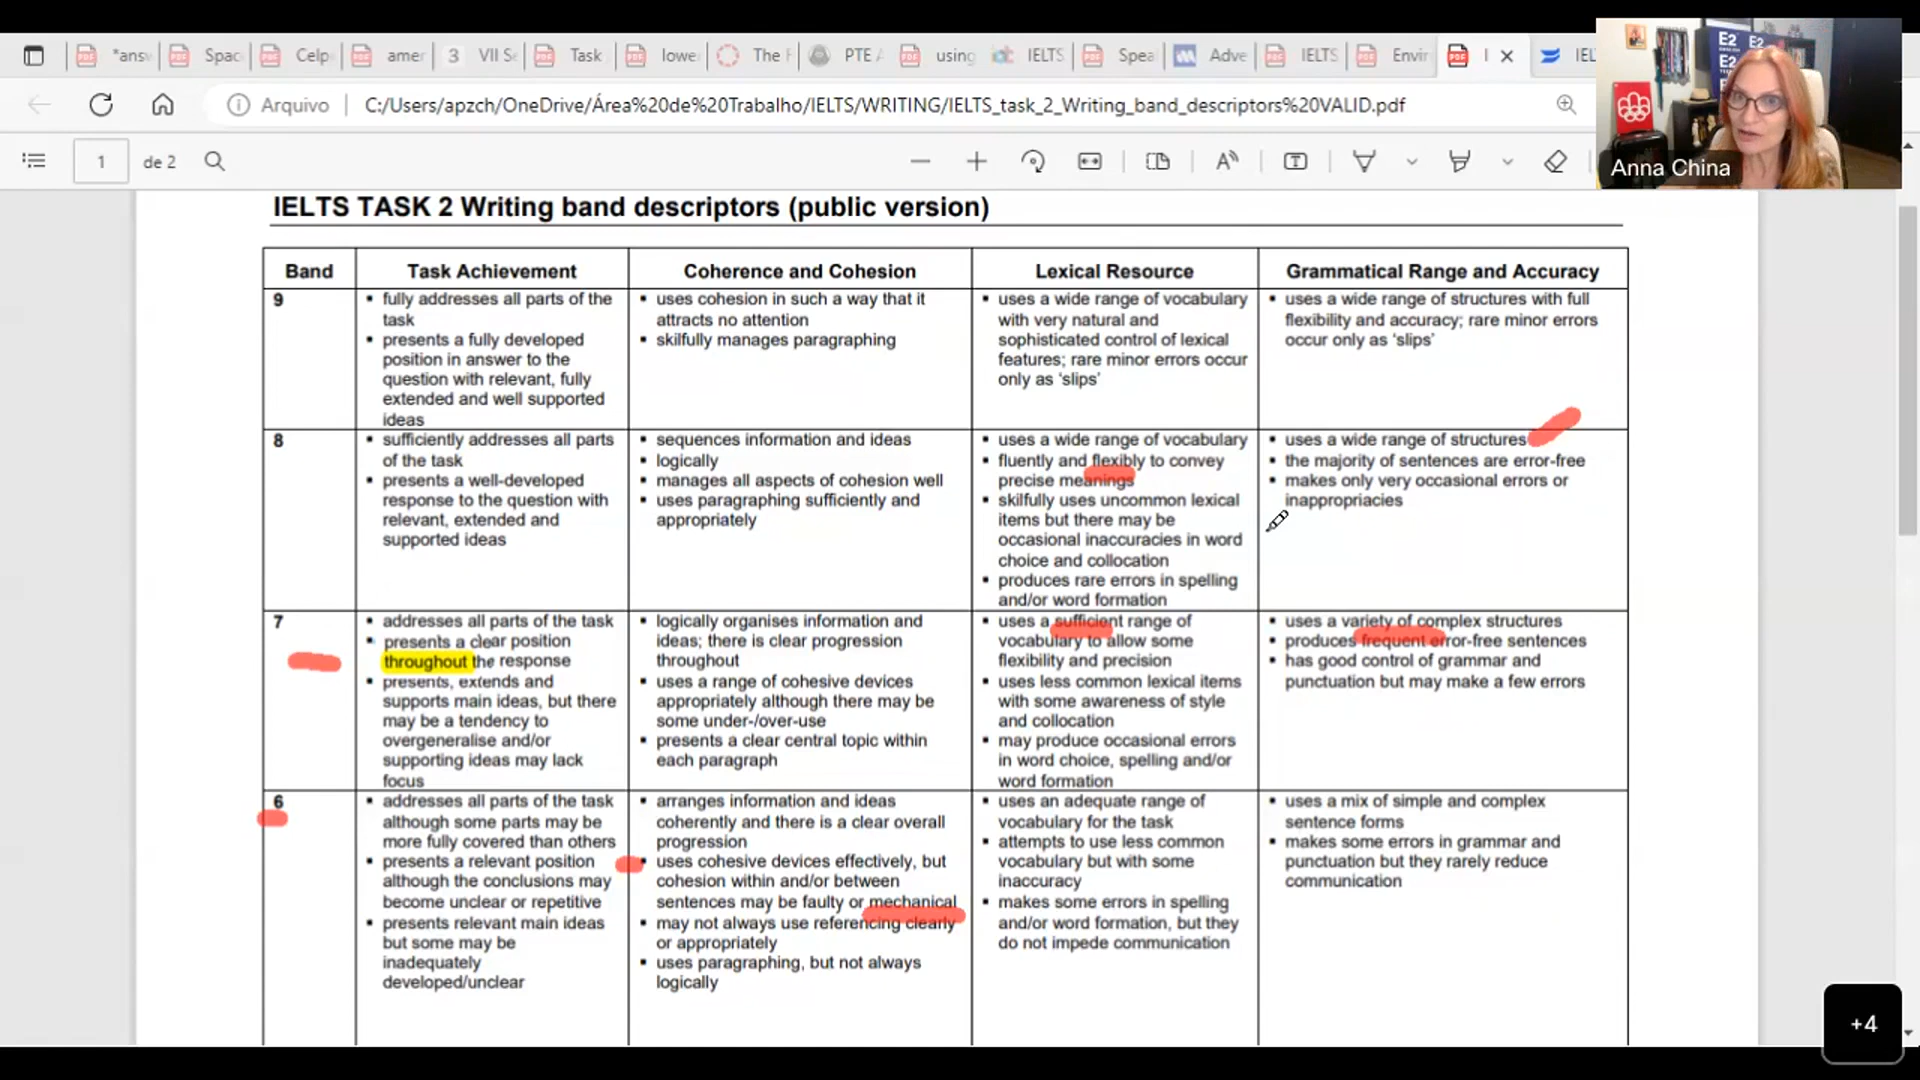 *answ
Spac
Celp
amer
3 VII Se
Task
lowe
The F
PTE A
using
IELTS
Spea
Adve
IELTS
Envir
I
IEL
E2
E2
E2
Arquivo
C:/Users/apzch/OneDrive/Área%20de%20Trabalho/IELTS/WRITING/IELTS_task_2_Writing_band_descriptors%20VALID.pdf
1 de 2
Anna China
IELTS TASK 2 Writing band descriptors (public version)
Band
Task Achievement
Coherence and Cohesion
Lexical Resource
Grammatical Range and Accuracy
9
▪ fully addresses all parts of the
task
▪ presents a fully developed
position in answer to the
question with relevant, fully
extended and well supported
ideas
▪ uses cohesion in such a way that it
attracts no attention
▪ skilfully manages paragraphing
▪ uses a wide range of vocabulary
with very natural and
sophisticated control of lexical
features; rare minor errors occur
only as ‘slips’
▪ uses a wide range of structures with full
flexibility and accuracy; rare minor errors
occur only as ‘slips’
8
▪ sufficiently addresses all parts
of the task
▪ presents a well-developed
response to the question with
relevant, extended and
supported ideas
▪ sequences information and ideas
▪ logically
▪ manages all aspects of cohesion well
▪ uses paragraphing sufficiently and
appropriately
▪ uses a wide range of vocabulary
▪ fluently and flexibly to convey
precise meanings
▪ skilfully uses uncommon lexical
items but there may be
occasional inaccuracies in word
choice and collocation
▪ produces rare errors in spelling
and/or word formation
▪ uses a wide range of structures
▪ the majority of sentences are error-free
▪ makes only very occasional errors or
inappropriacies
7
▪ addresses all parts of the task
▪ presents a clear position
throughout the response
▪ presents, extends and
supports main ideas, but there
may be a tendency to
overgeneralise and/or
supporting ideas may lack
focus
▪ logically organises information and
ideas; there is clear progression
throughout
▪ uses a range of cohesive devices
appropriately although there may be
some under-/over-use
▪ presents a clear central topic within
each paragraph
▪ uses a sufficient range of
vocabulary to allow some
flexibility and precision
▪ uses less common lexical items
with some awareness of style
and collocation
▪ may produce occasional errors
in word choice, spelling and/or
word formation
▪ uses a variety of complex structures
▪ produces frequent error-free sentences
▪ has good control of grammar and
punctuation but may make a few errors
6
▪ addresses all parts of the task
although some parts may be
more fully covered than others
▪ presents a relevant position
although the conclusions may
become unclear or repetitive
▪ presents relevant main ideas
but some may be
inadequately
developed/unclear
▪ arranges information and ideas
coherently and there is a clear overall
progression
▪ uses cohesive devices effectively, but
cohesion within and/or between
sentences may be faulty or mechanical
▪ may not always use referencing clearly
or appropriately
▪ uses paragraphing, but not always
logically
▪ uses an adequate range of
vocabulary for the task
▪ attempts to use less common
vocabulary but with some
inaccuracy
▪ makes some errors in spelling
and/or word formation, but they
do not impede communication
▪ uses a mix of simple and complex
sentence forms
▪ makes some errors in grammar and
punctuation but they rarely reduce
communication
+4